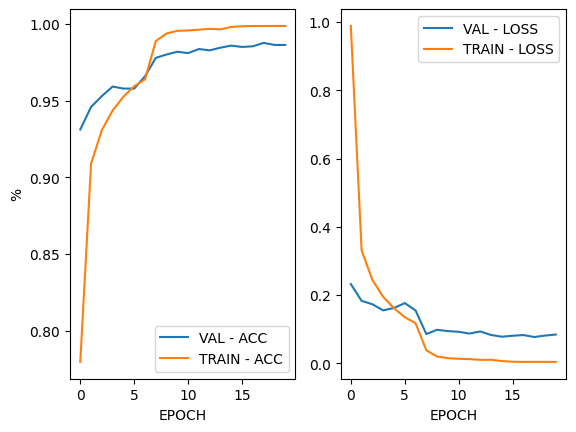 1.00
0.95
0.90
0.85
0.80
%
0 5 10 15
EPOCH
VAL - ACC
TRAIN - ACC
1.0
0.8
0.6
0.4
0.2
0.0
0 5 10 15
EPOCH
VAL - LOSS
TRAIN - LOSS